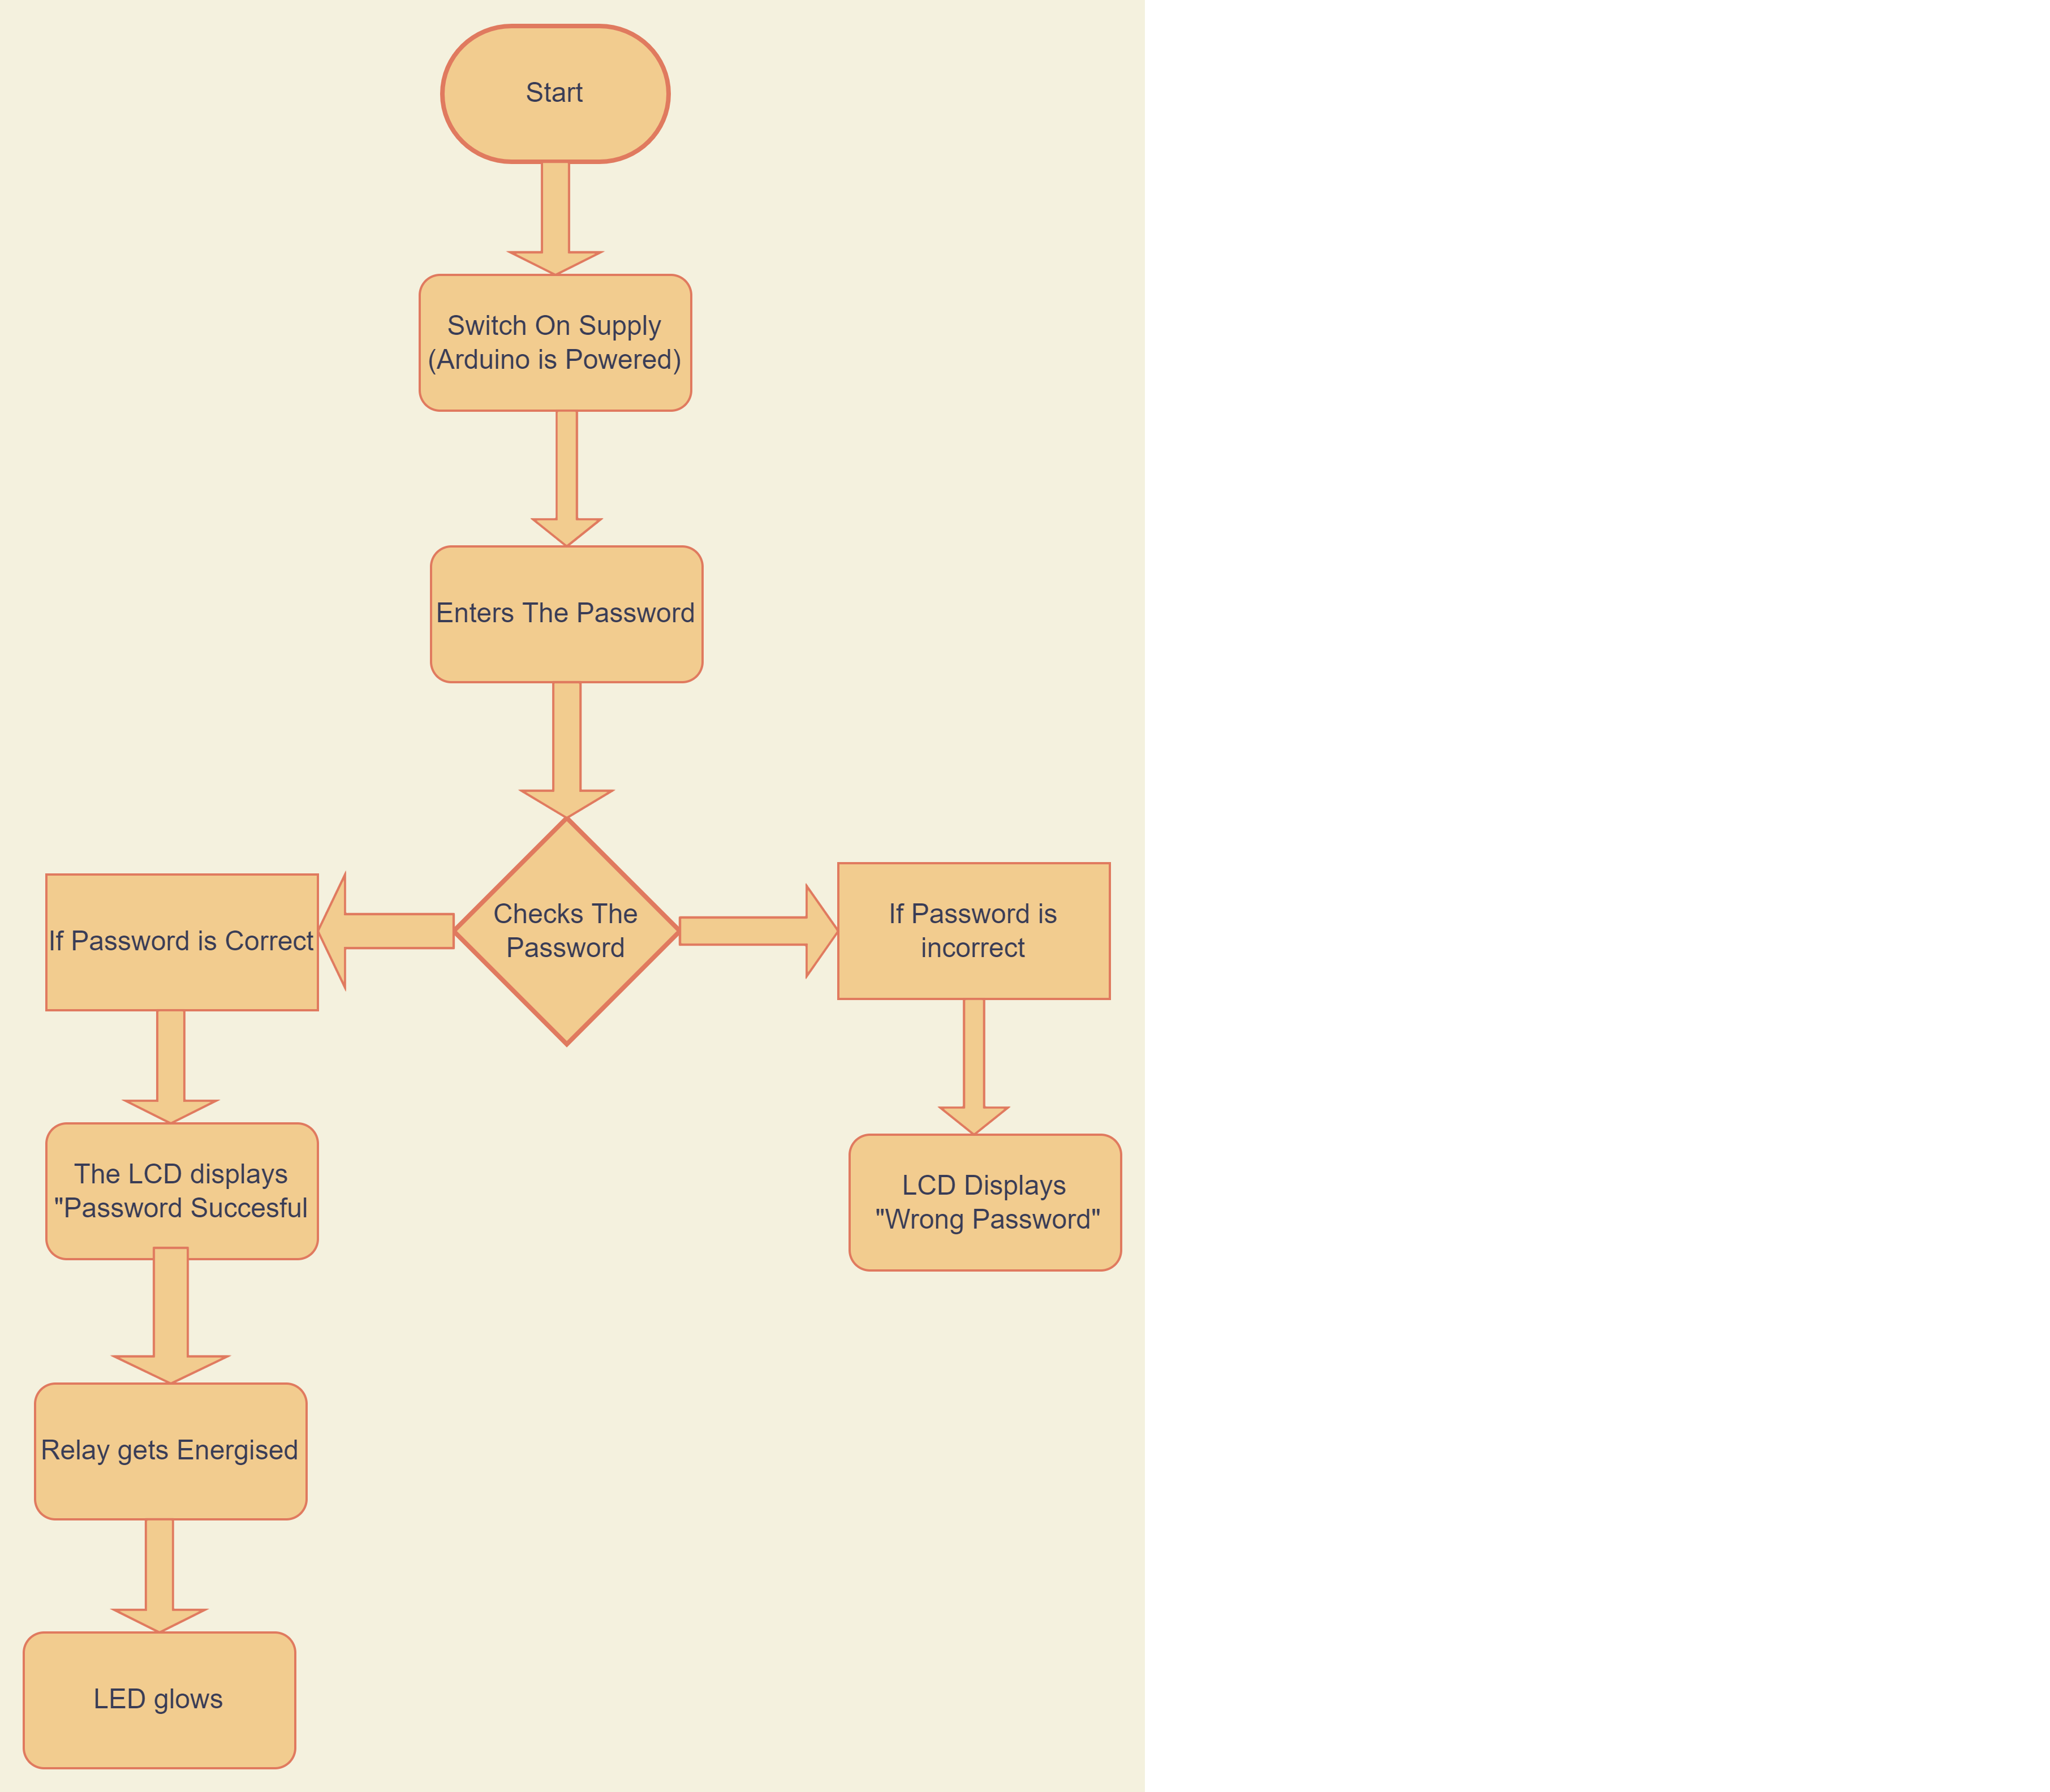 Start
Switch On Supply
(Arduino is Powered)
Enters The Password
Checks The
Password
If Password is Correct
If Password is
incorrect
The LCD displays
"Password Succesful
LCD Displays
"Wrong Password"
Relay gets Energised
LED glows